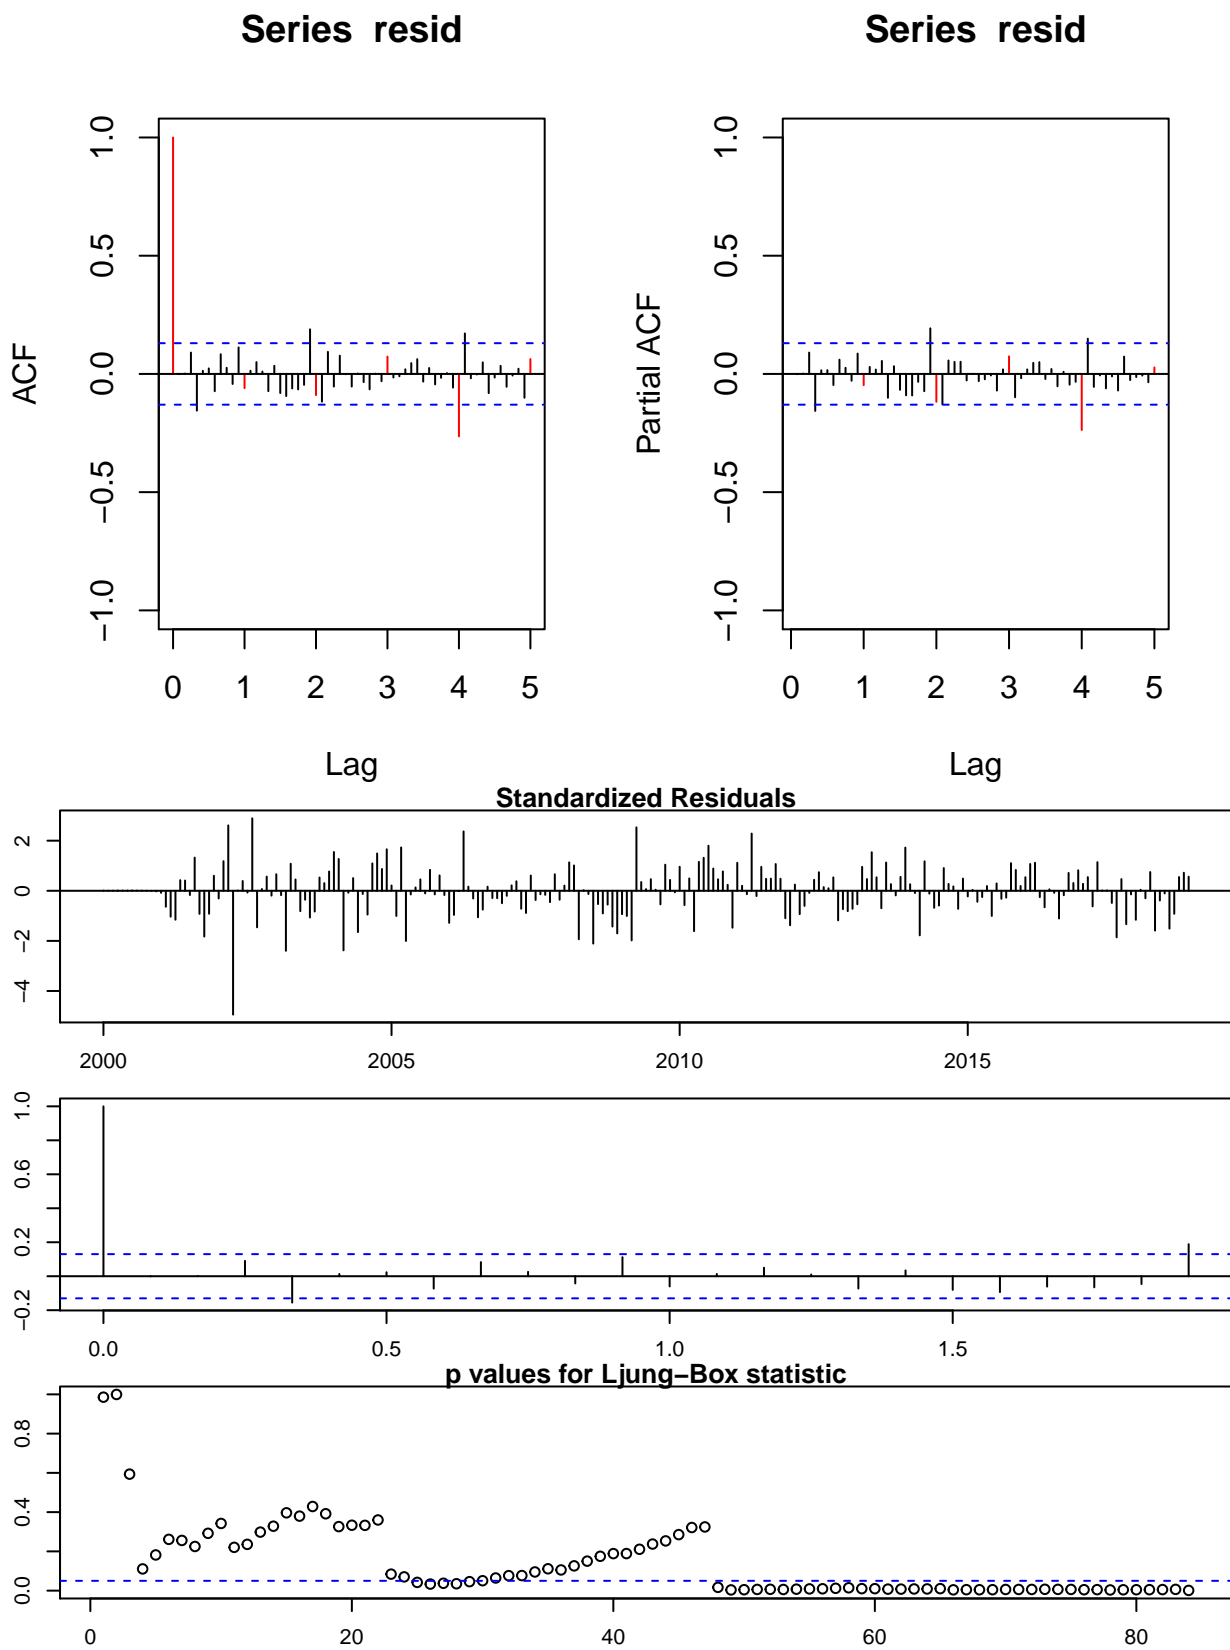 Series resid
Series resid
ACF
1.0
0.5
0.0
−0.5
−1.0
0 1 2 3 4 5
Lag
Partial ACF
1.0
0.5
0.0
−0.5
−1.0
0 1 2 3 4 5
Lag
Standardized Residuals
2
0
−2
−4
2000 2005 2010 2015
1.0
0.6
0.2
−0.2
0.0 0.5 1.0 1.5
p values for Ljung−Box statistic
0.8
0.4
0.0
0 20 40 60 80